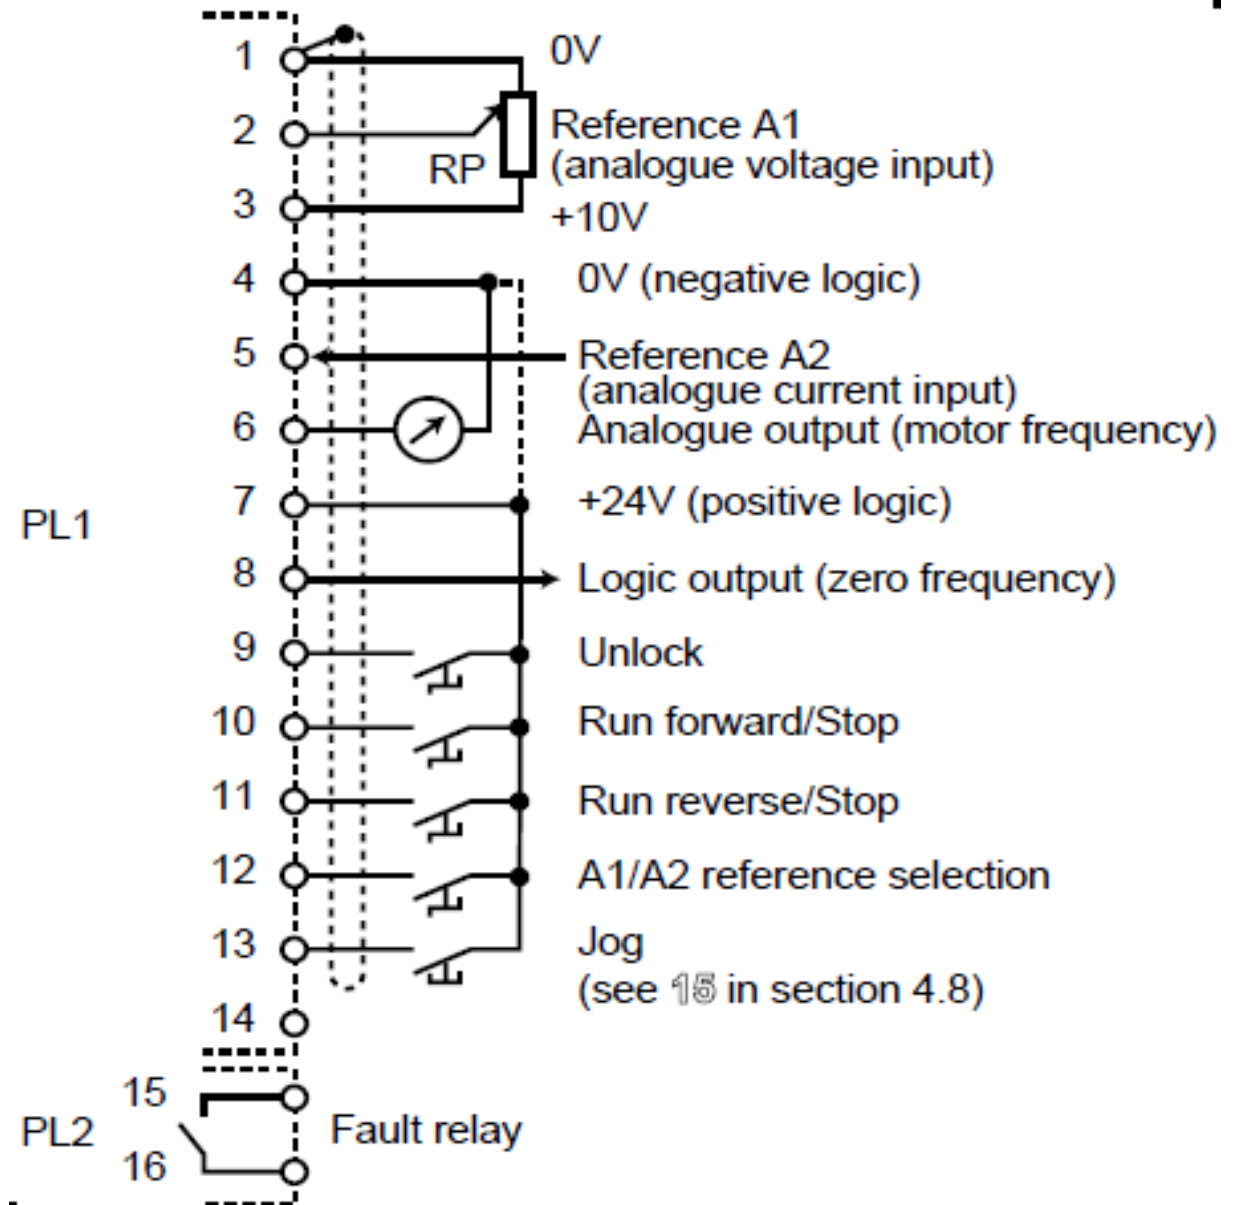 1 0V
2 Reference A1
RP (analogue voltage input)
3 +10V
4 0V (negative logic)
5 Reference A2
(analogue current input)
6 Analogue output (motor frequency)
7 +24V (positive logic)
PL1
8 Logic output (zero frequency)
9 Unlock
10 Run forward/Stop
11 Run reverse/Stop
12 A1/A2 reference selection
13 Jog
(see 15 in section 4.8)
14
15
PL2 Fault relay
16